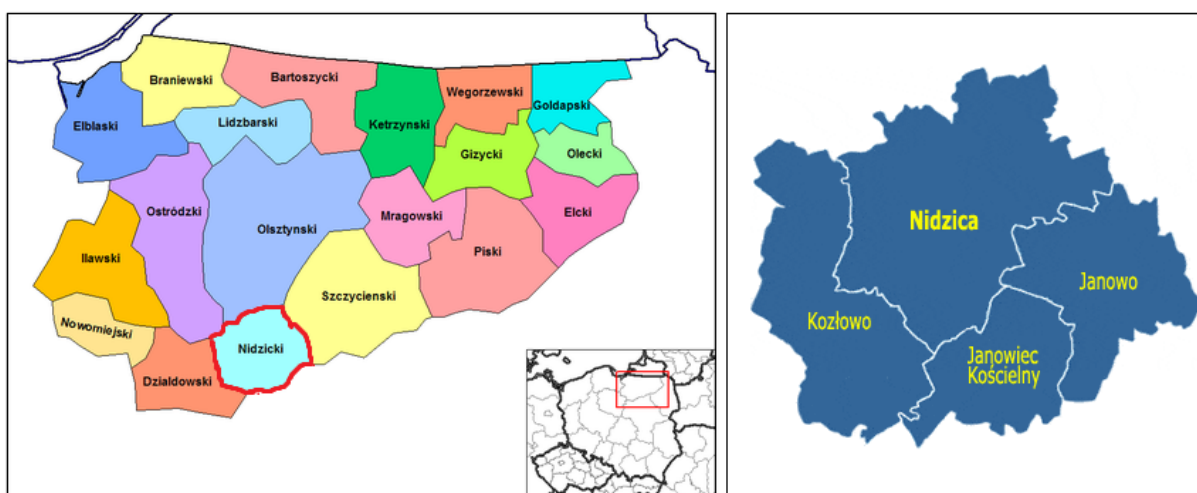 Braniewski
Bartoszycki
Wegorzewski
Goldapski
Elblaski
Lidzbarski
Ketrzynski
Gizycki
Olecki
Ostródzki
Mragowski
Elcki
Olsztynski
Piski
Ilawski
Szczycienski
Nowomiejski
Nidzicki
Dzialdowski
Nidzica
Janowo
Kozłowo
Janowiec
Kościelny